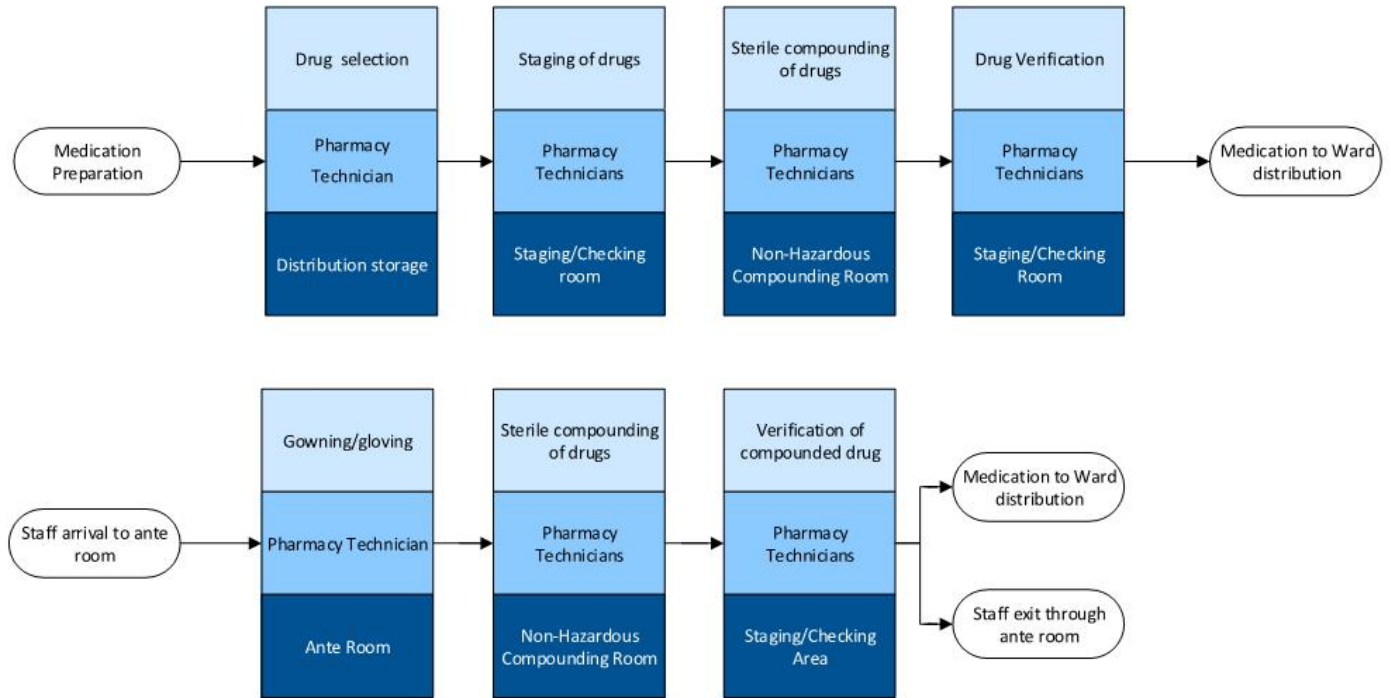 Medication
Preparation
Drug selection
Pharmacy
Technician
Distribution storage
Staging of drugs
Pharmacy
Technicians
Staging/Checking
room
Sterile compounding
of drugs
Pharmacy
Technicians
Non-Hazardous
Compounding Room
Drug Verification
Pharmacy
Technicians
Staging/Checking
Room
Medication to Ward
distribution
Staff arrival to ante
room
Gowning/gloving
Pharmacy Technician
Ante Room
Sterile compounding
of drugs
Pharmacy
Technicians
Non-Hazardous
Compounding Room
Verification of
compounded drug
Pharmacy
Technicians
Staging/Checking
Area
Medication to Ward
distribution
Staff exit through
ante room